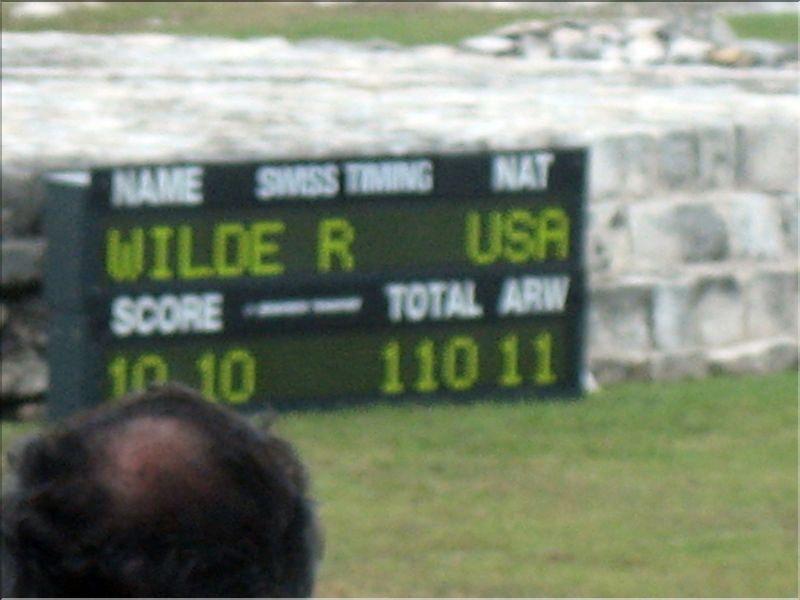 NAME SWISS TIMING NAT
WILDE R USA
SCORE TOTAL ARW
10 10 110 11